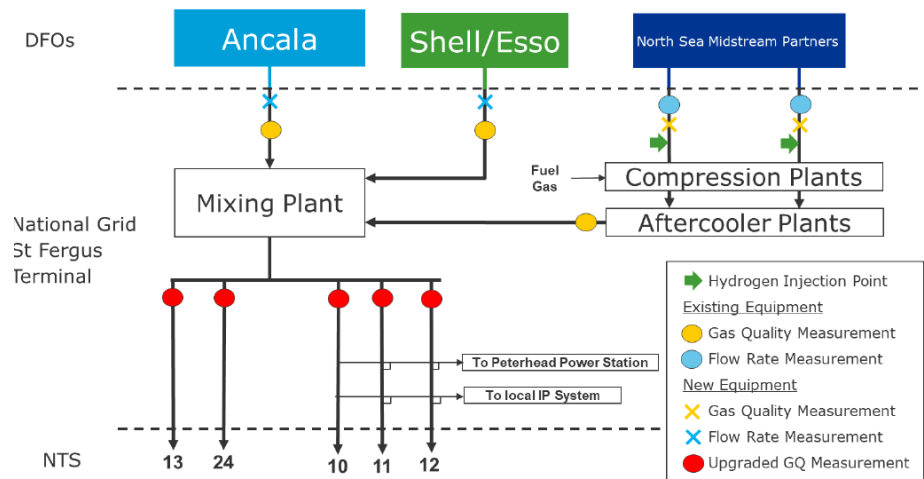 DFOs
Ancala
Shell/Esso
North Sea Midstream Partners
Fuel
Gas
Compression Plants
Mixing Plant
Aftercooler Plants
National Grid
St Fergus
Terminal
Hydrogen Injection Point
Existing Equipment
Gas Quality Measurement
Flow Rate Measurement
New Equipment
Gas Quality Measurement
Flow Rate Measurement
Upgraded GQ Measurement
To Peterhead Power Station
To local IP System
NTS
13
24
10
11
12